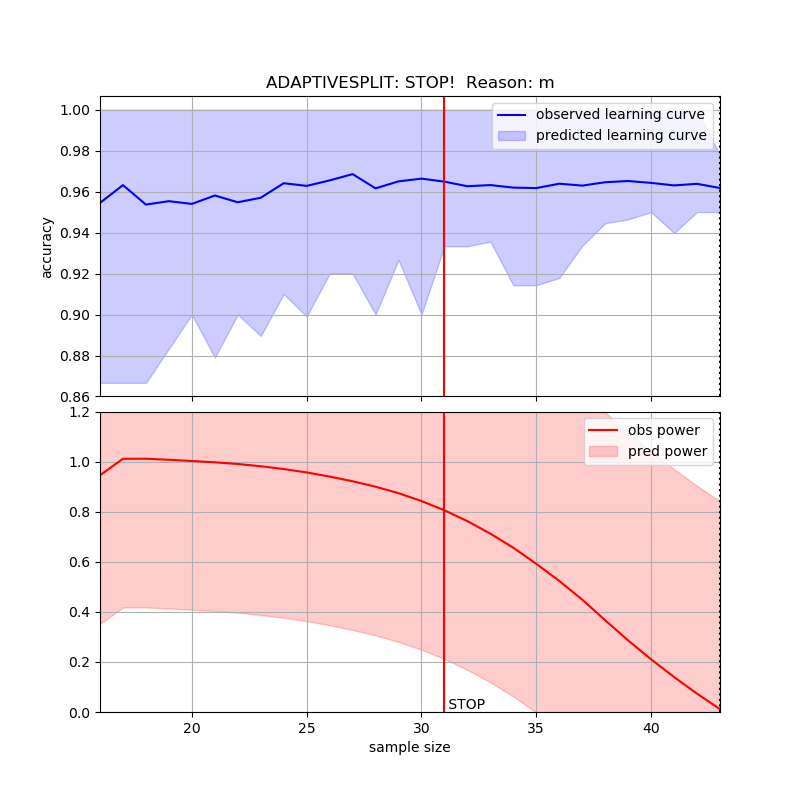 ADAPTIVESPLIT: STOP!  Reason: m
1.00
0.98
0.96
0.94
0.92
0.90
0.88
0.86
accuracy
observed learning curve
predicted learning curve
1.2
1.0
0.8
0.6
0.4
0.2
0.0
obs power
pred power
STOP
20
25
30
35
40
sample size